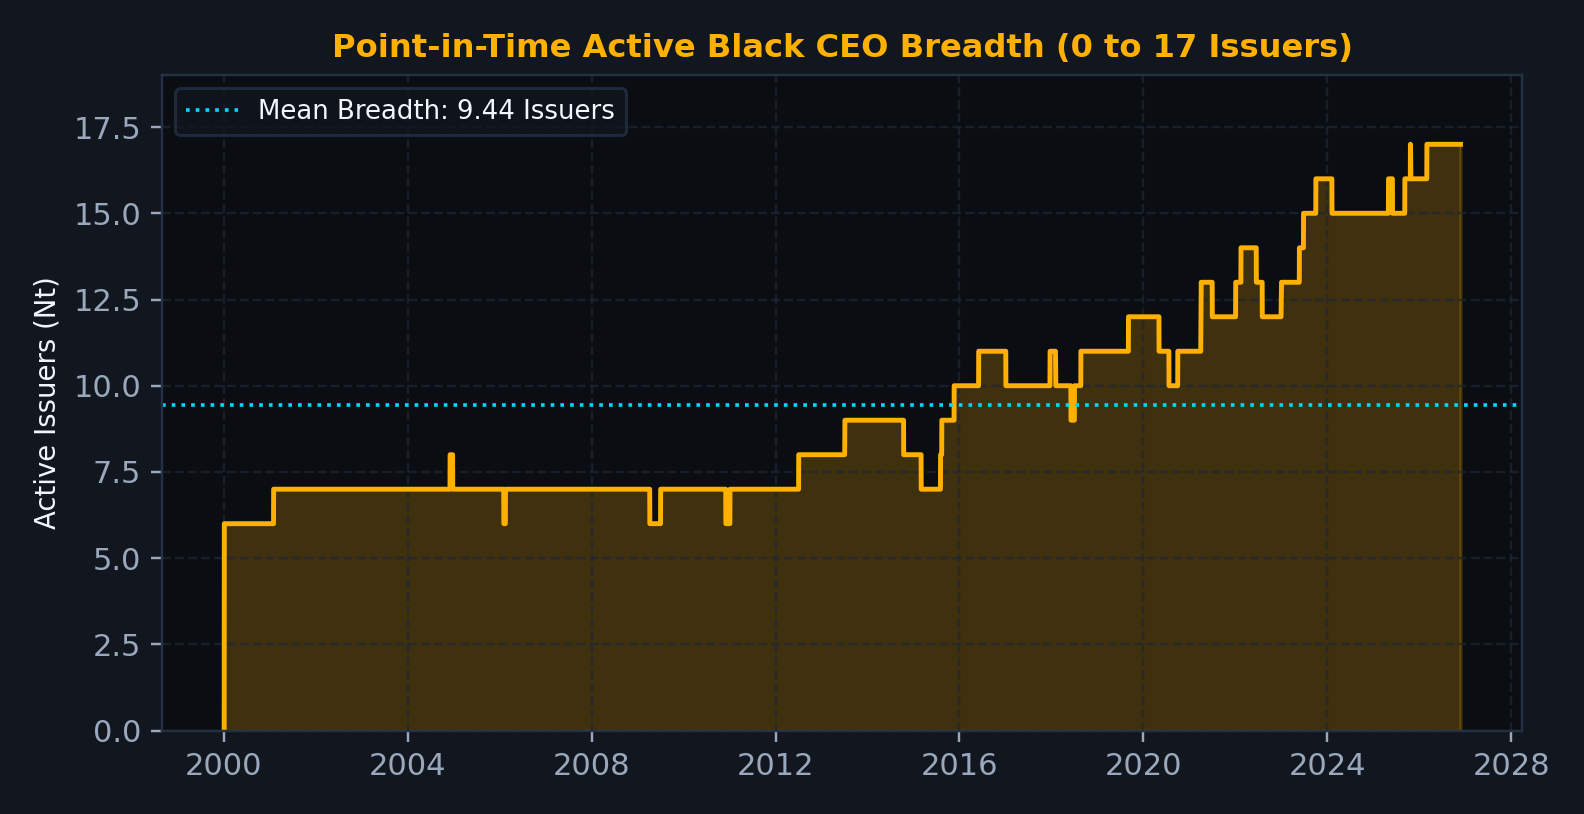 Point-in-Time Active Black CEO Breadth (0 to 17 Issuers)
Mean Breadth: 9.44 Issuers
Active Issuers (Nt)
17.5
15.0
12.5
10.0
7.5
5.0
2.5
0.0
2000 2004 2008 2012 2016 2020 2024 2028